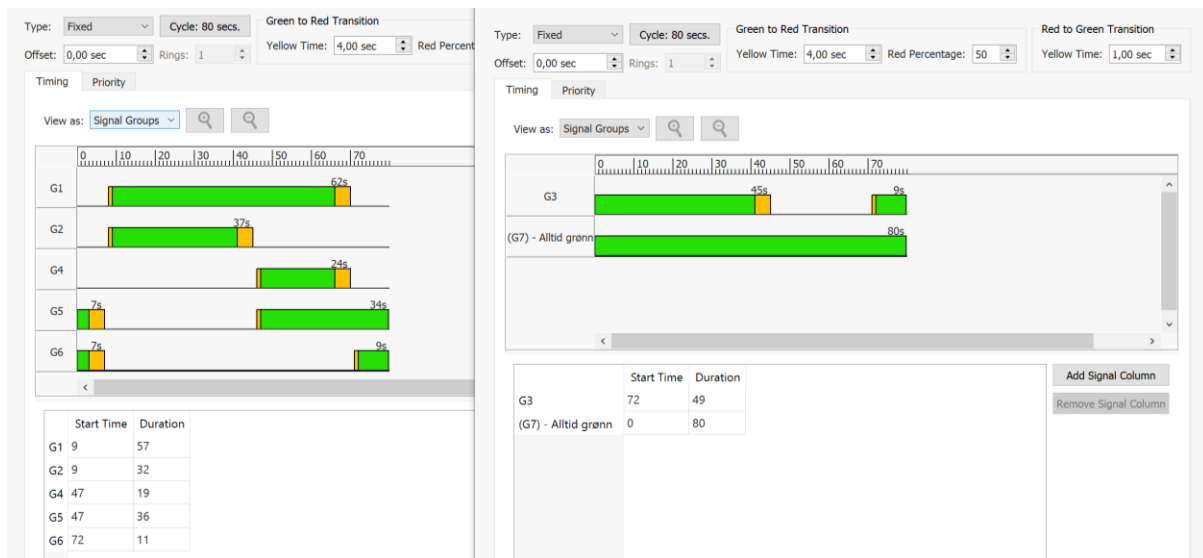 Type: Fixed Cycle: 80 secs. Green to Red Transition
Offset: 0,00 sec Rings: 1 Yellow Time: 4,00 sec Red Percent
Timing Priority
View as: Signal Groups
0 10 20 30 40 50 60 70
G1 62s
G2 37s
G4 24s
G5 7s 34s
G6 7s 9s
Start Time Duration
G1 9 57
G2 9 32
G4 47 19
G5 47 36
G6 72 11
Type: Fixed Cycle: 80 secs. Green to Red Transition Red to Green Transition
Offset: 0,00 sec Rings: 1 Yellow Time: 4,00 sec Red Percentage: 50 Yellow Time: 1,00 sec
Timing Priority
View as: Signal Groups
0 10 20 30 40 50 60 70
G3 45s 9s
(G7) - Alltid grønn 80s
Start Time Duration
G3 72 49
(G7) - Alltid grønn 0 80
Add Signal Column
Remove Signal Column